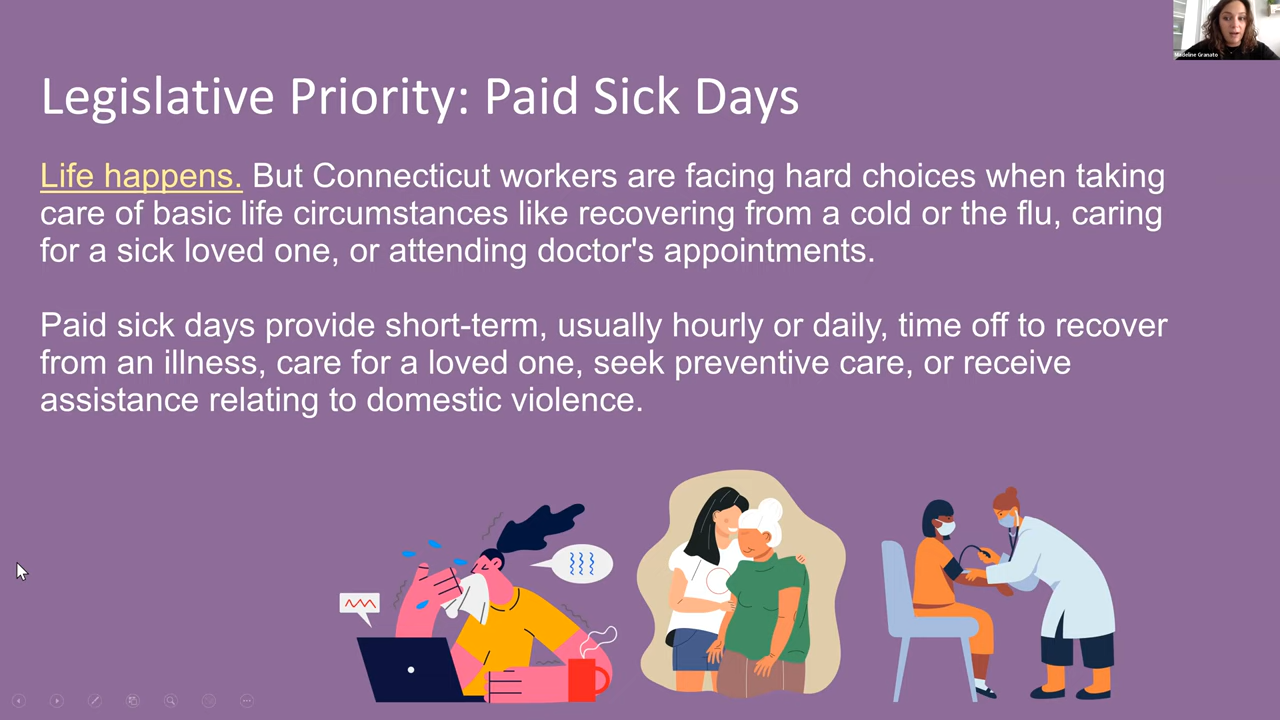 Madeline Granato
Legislative Priority: Paid Sick Days
Life happens. But Connecticut workers are facing hard choices when taking
care of basic life circumstances like recovering from a cold or the flu, caring
for a sick loved one, or attending doctor's appointments.
Paid sick days provide short-term, usually hourly or daily, time off to recover
from an illness, care for a loved one, seek preventive care, or receive
assistance relating to domestic violence.